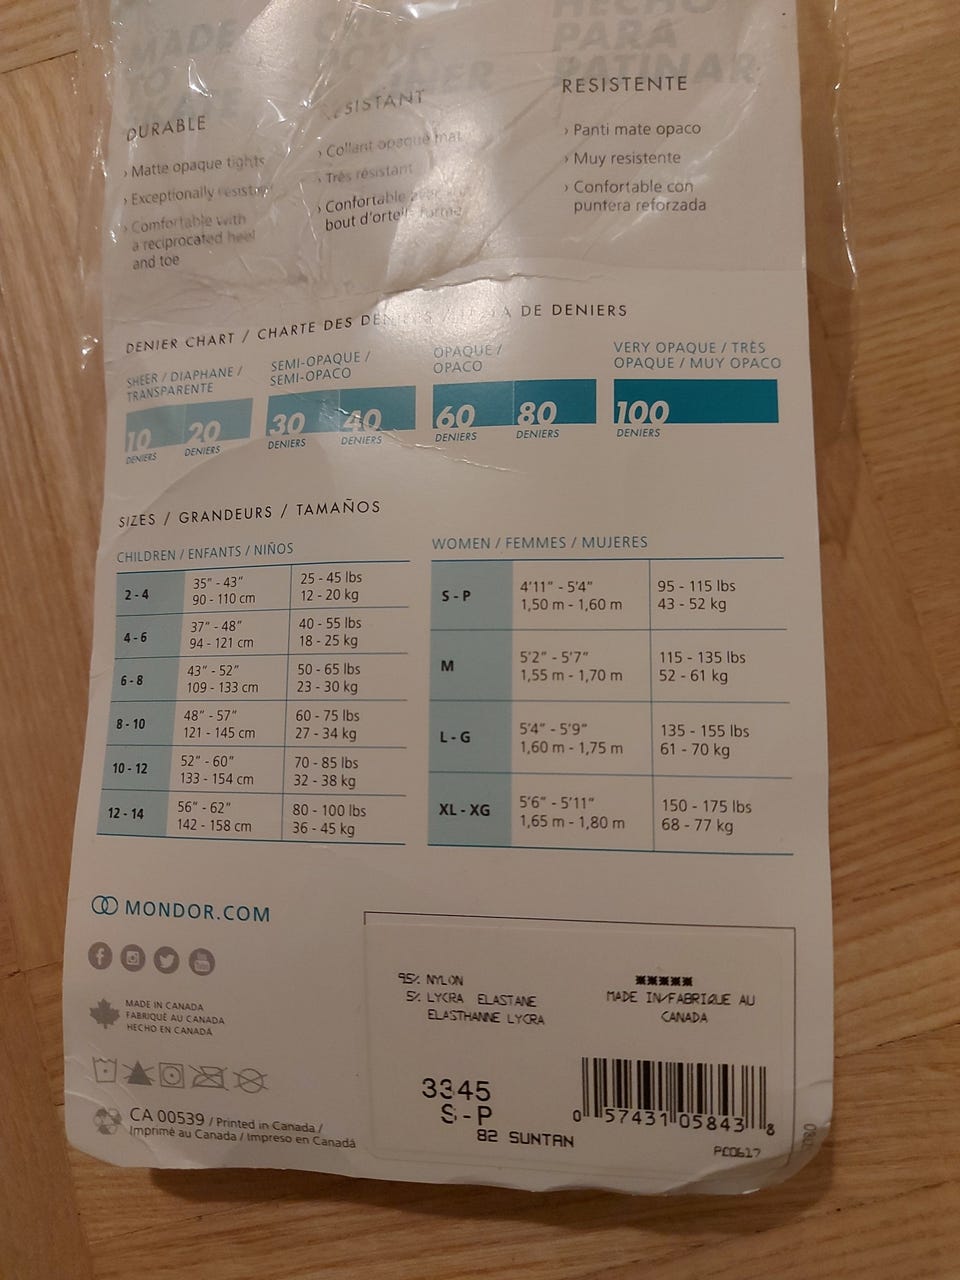 MADE
TO
SKATE
HECHO
PARA
PATINAR
DURABLE
› Matte opaque tights
› Exceptionally resistant
› Comfortable with
a reciprocated heel
and toe
RESISTANT
› Collant opaque mat
› Très résistant
› Confortable avec
bout d'orteils formé
RESISTENTE
› Panti mate opaco
› Muy resistente
› Confortable con
puntera reforzada
DENIER CHART / CHARTE DES DENIERS / DE DENIERS
SHEER / DIAPHANE /
TRANSPARENTE
10
DENIERS
20
DENIERS
SEMI-OPAQUE /
SEMI-OPACO
30
DENIERS
40
DENIERS
OPAQUE /
OPACO
60
DENIERS
80
DENIERS
VERY OPAQUE / TRÈS
OPAQUE / MUY OPACO
100
DENIERS
SIZES / GRANDEURS / TAMAÑOS
CHILDREN / ENFANTS / NIÑOS
2 - 4 35" - 43" 25 - 45 lbs
90 - 110 cm 12 - 20 kg
4 - 6 37" - 48" 40 - 55 lbs
94 - 121 cm 18 - 25 kg
6 - 8 43" - 52" 50 - 65 lbs
109 - 133 cm 23 - 30 kg
8 - 10 48" - 57" 60 - 75 lbs
121 - 145 cm 27 - 34 kg
10 - 12 52" - 60" 70 - 85 lbs
133 - 154 cm 32 - 38 kg
12 - 14 56" - 62" 80 - 100 lbs
142 - 158 cm 36 - 45 kg
WOMEN / FEMMES / MUJERES
S - P 4'11" - 5'4" 95 - 115 lbs
1,50 m - 1,60 m 43 - 52 kg
M 5'2" - 5'7" 115 - 135 lbs
1,55 m - 1,70 m 52 - 61 kg
L - G 5'4" - 5'9" 135 - 155 lbs
1,60 m - 1,75 m 61 - 70 kg
XL - XG 5'6" - 5'11" 150 - 175 lbs
1,65 m - 1,80 m 68 - 77 kg
MONDOR.COM
MADE IN CANADA
FABRIQUÉ AU CANADA
HECHO EN CANADÁ
CA 00539 / Printed in Canada /
Imprimé au Canada / Impreso en Canadá
95% NYLON
5% LYCRA ELASTANE
ELASTHANNE LYCRA
*****
MADE IN/FABRIQUE AU
CANADA
3345
S-P
82 SUNTAN
0 57431 05843 8
PC0617